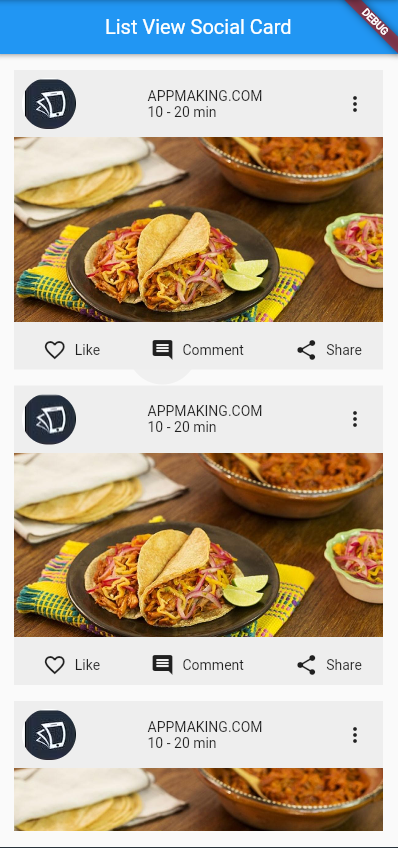 List View Social Card
DEBUG
APPMAKING.COM
10 - 20 min
Like
Comment
Share
APPMAKING.COM
10 - 20 min
Like
Comment
Share
APPMAKING.COM
10 - 20 min